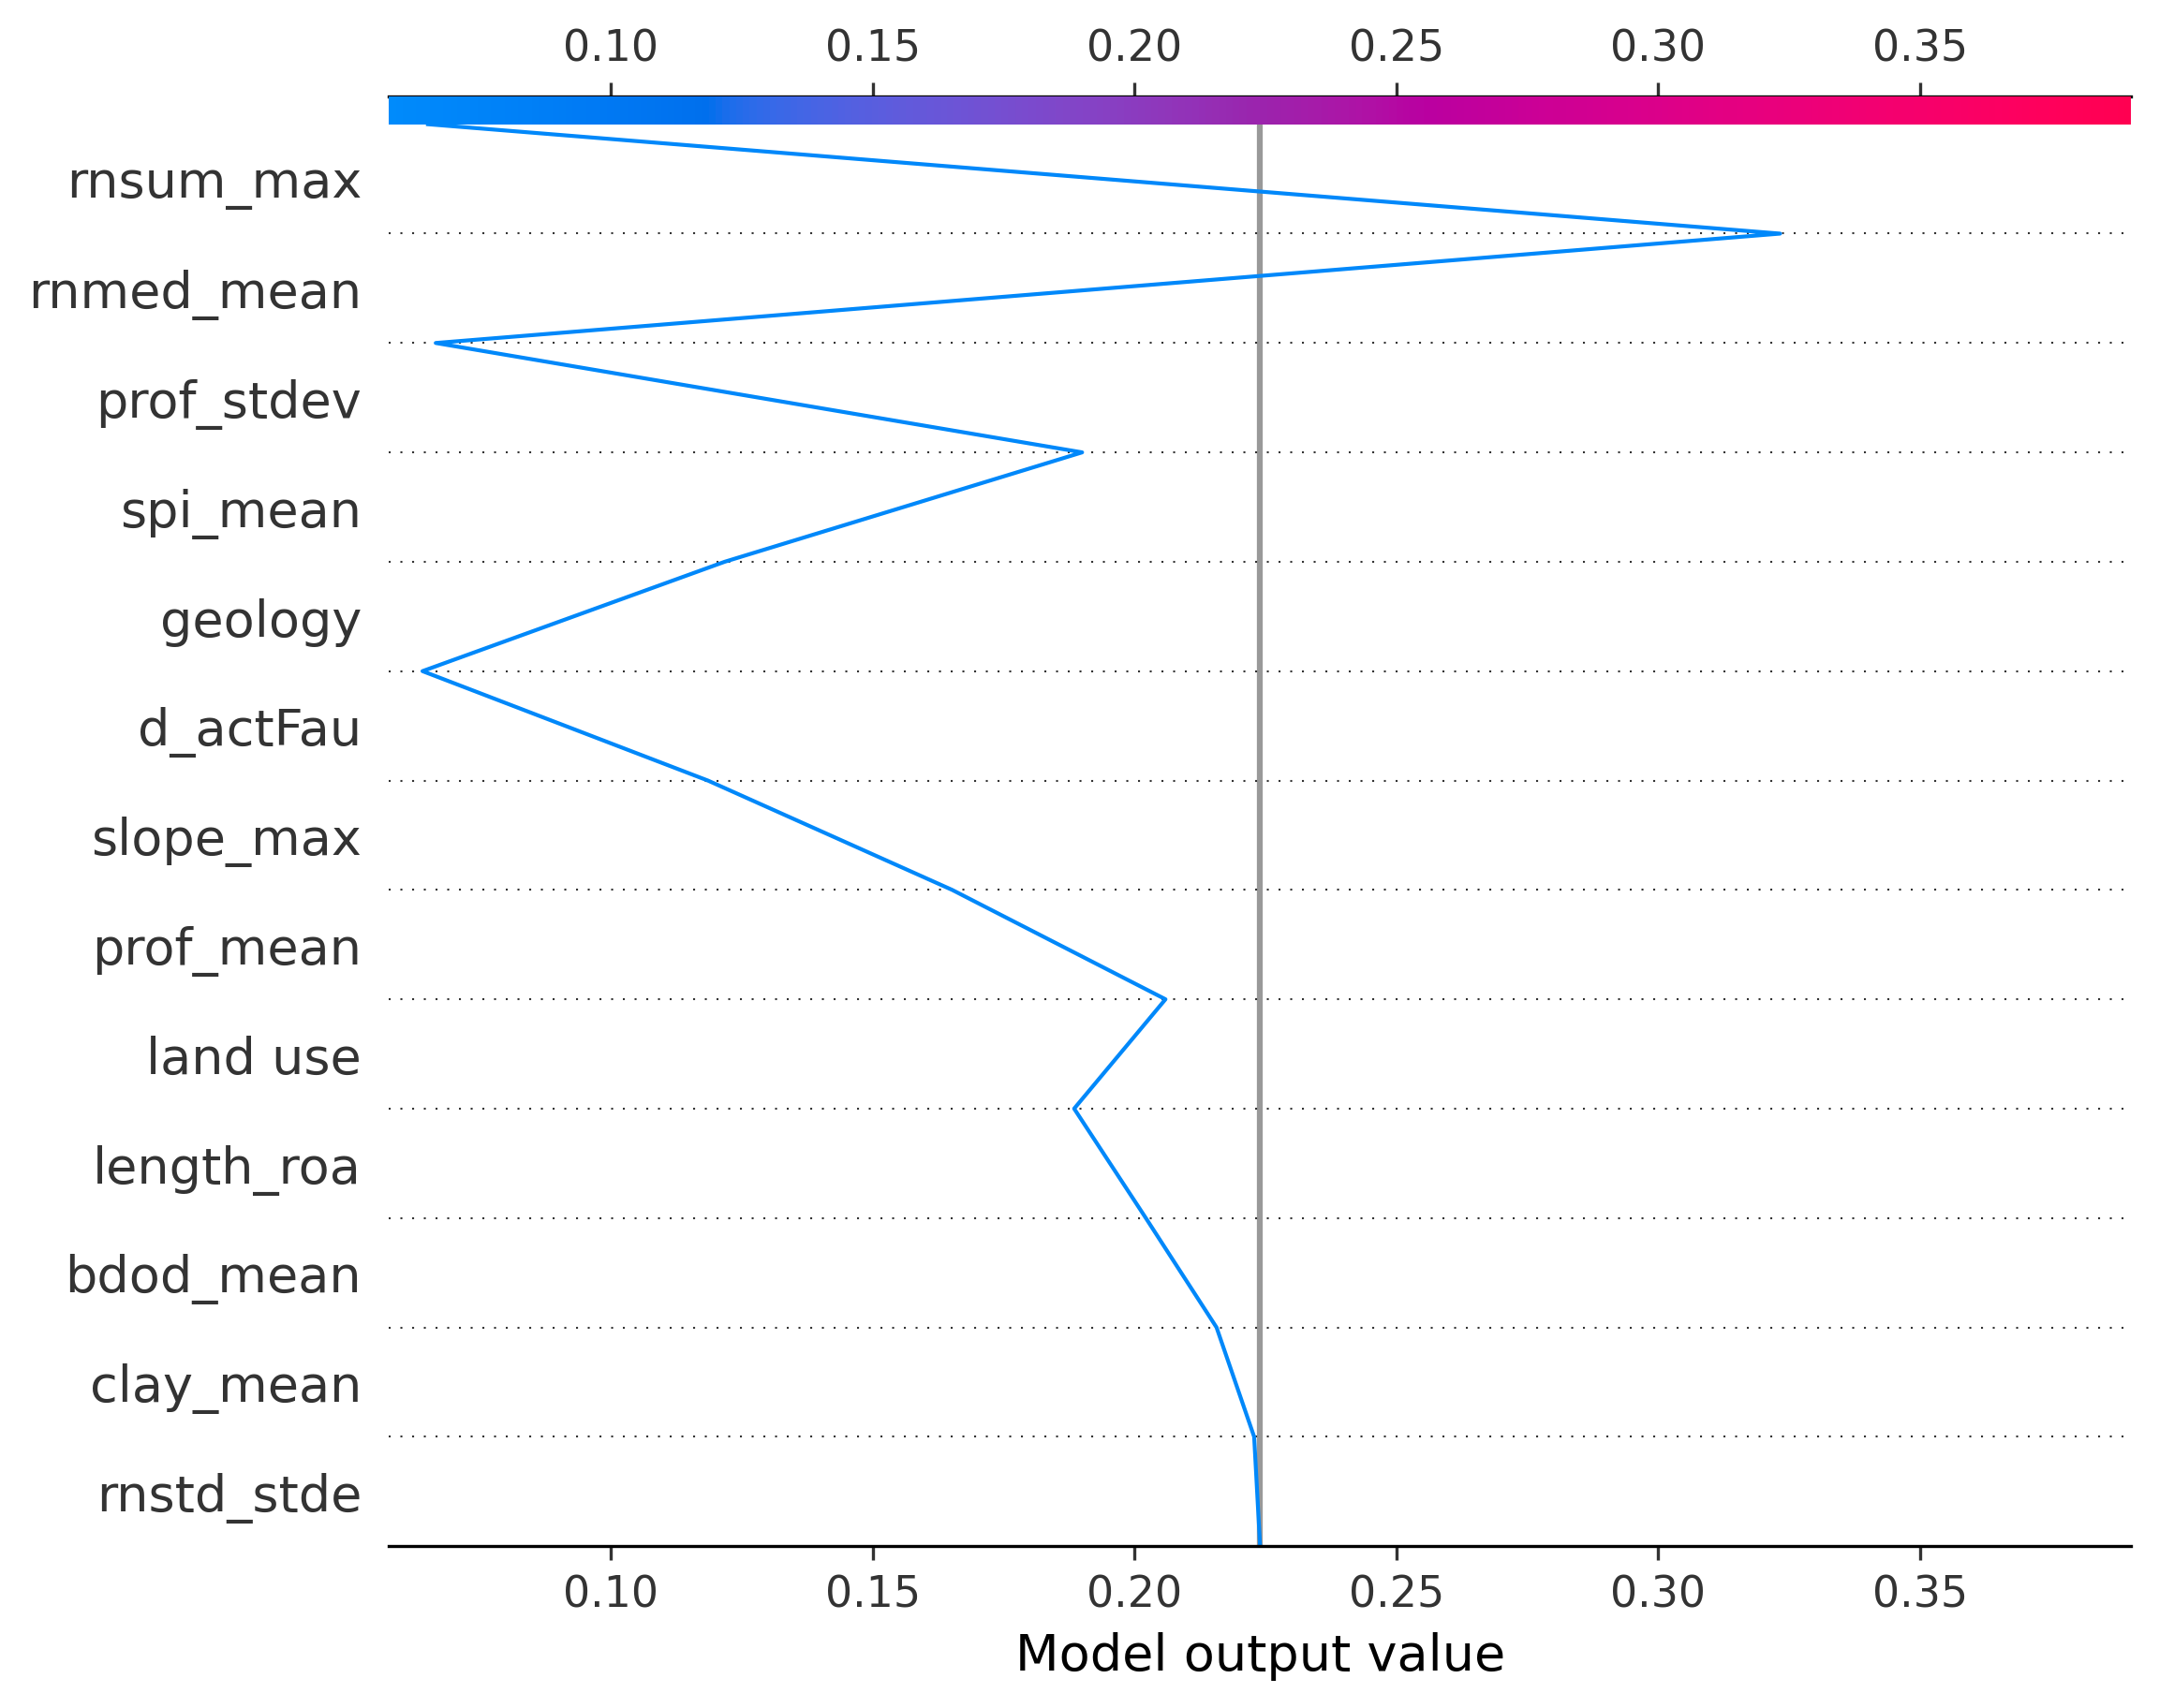 0.10 0.15 0.20 0.25 0.30 0.35
rnsum_max
rnmed_mean
prof_stdev
spi_mean
geology
d_actFau
slope_max
prof_mean
land use
length_roa
bdod_mean
clay_mean
rnstd_stde
0.10 0.15 0.20 0.25 0.30 0.35
Model output value